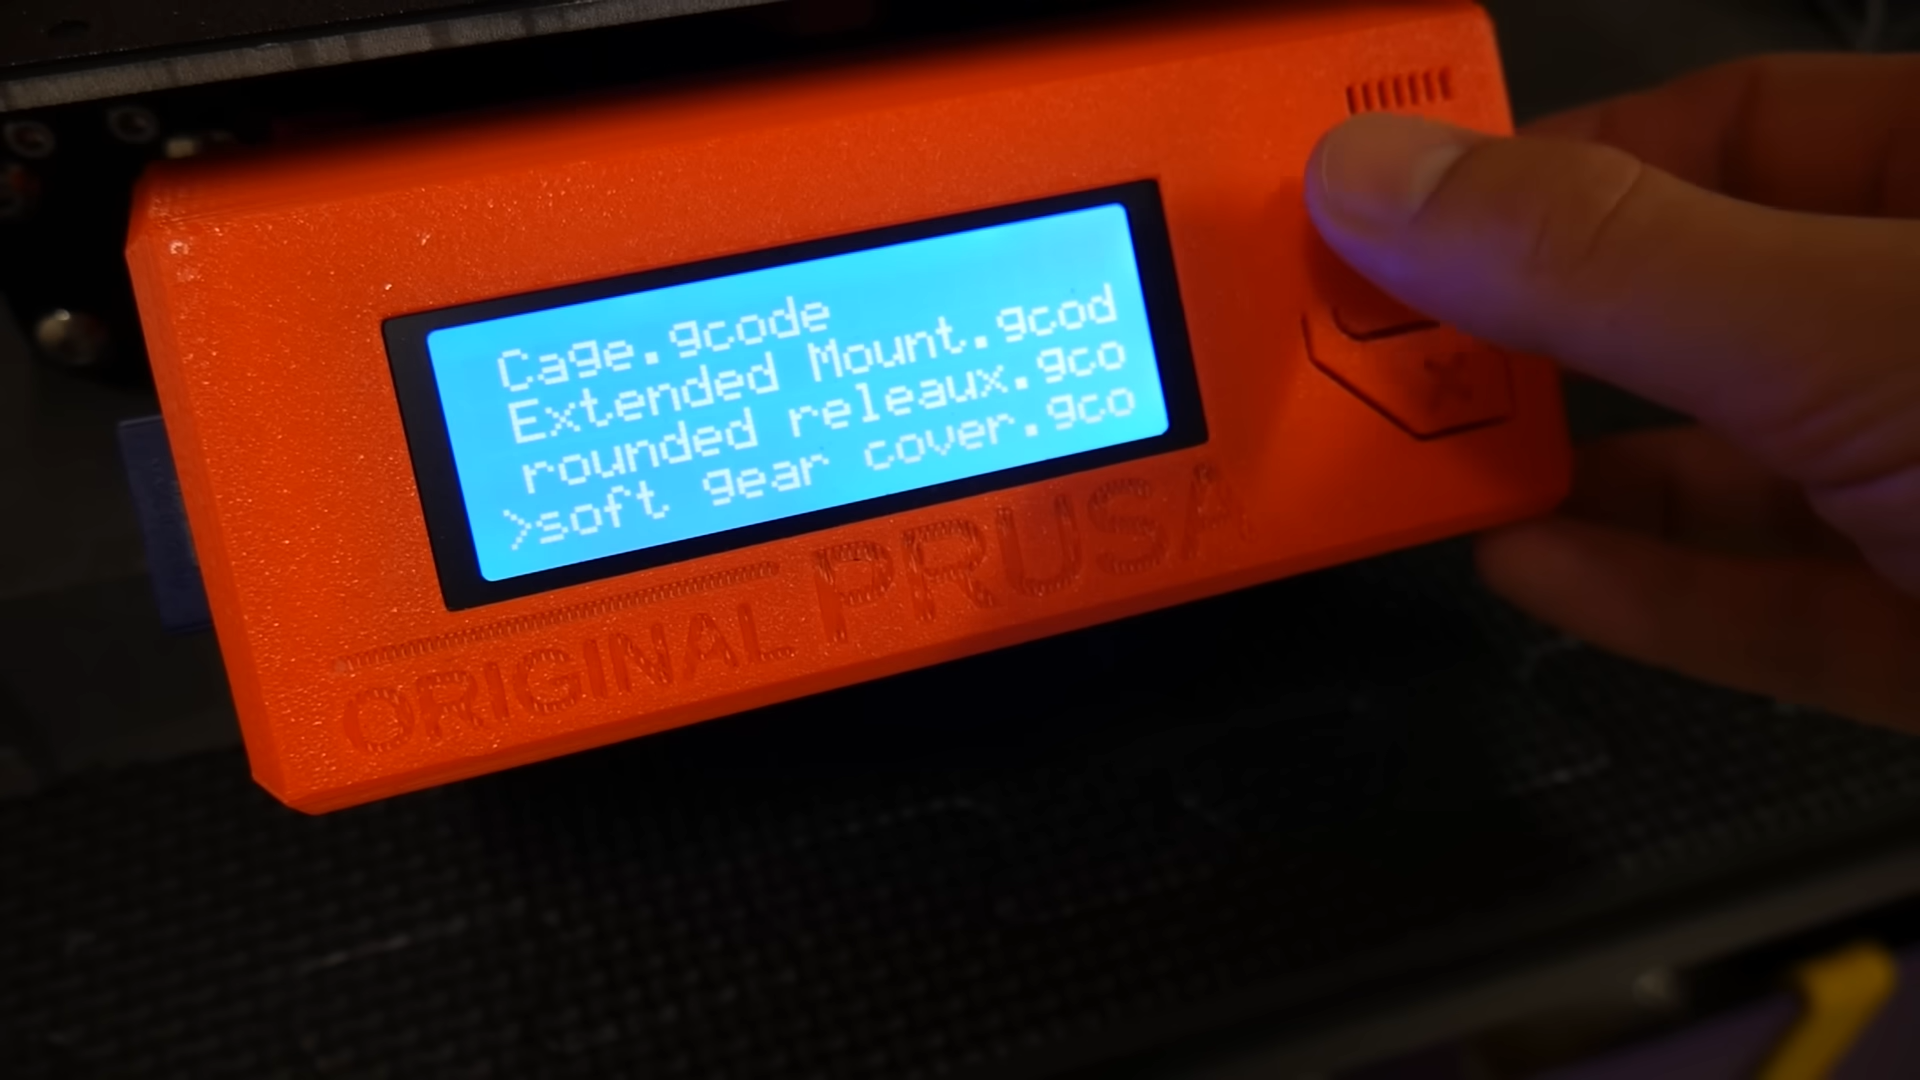 Cage.gcode
Extended Mount.gcod
rounded releaux.gco
>soft gear cover.gco
ORIGINAL PRUSA
X